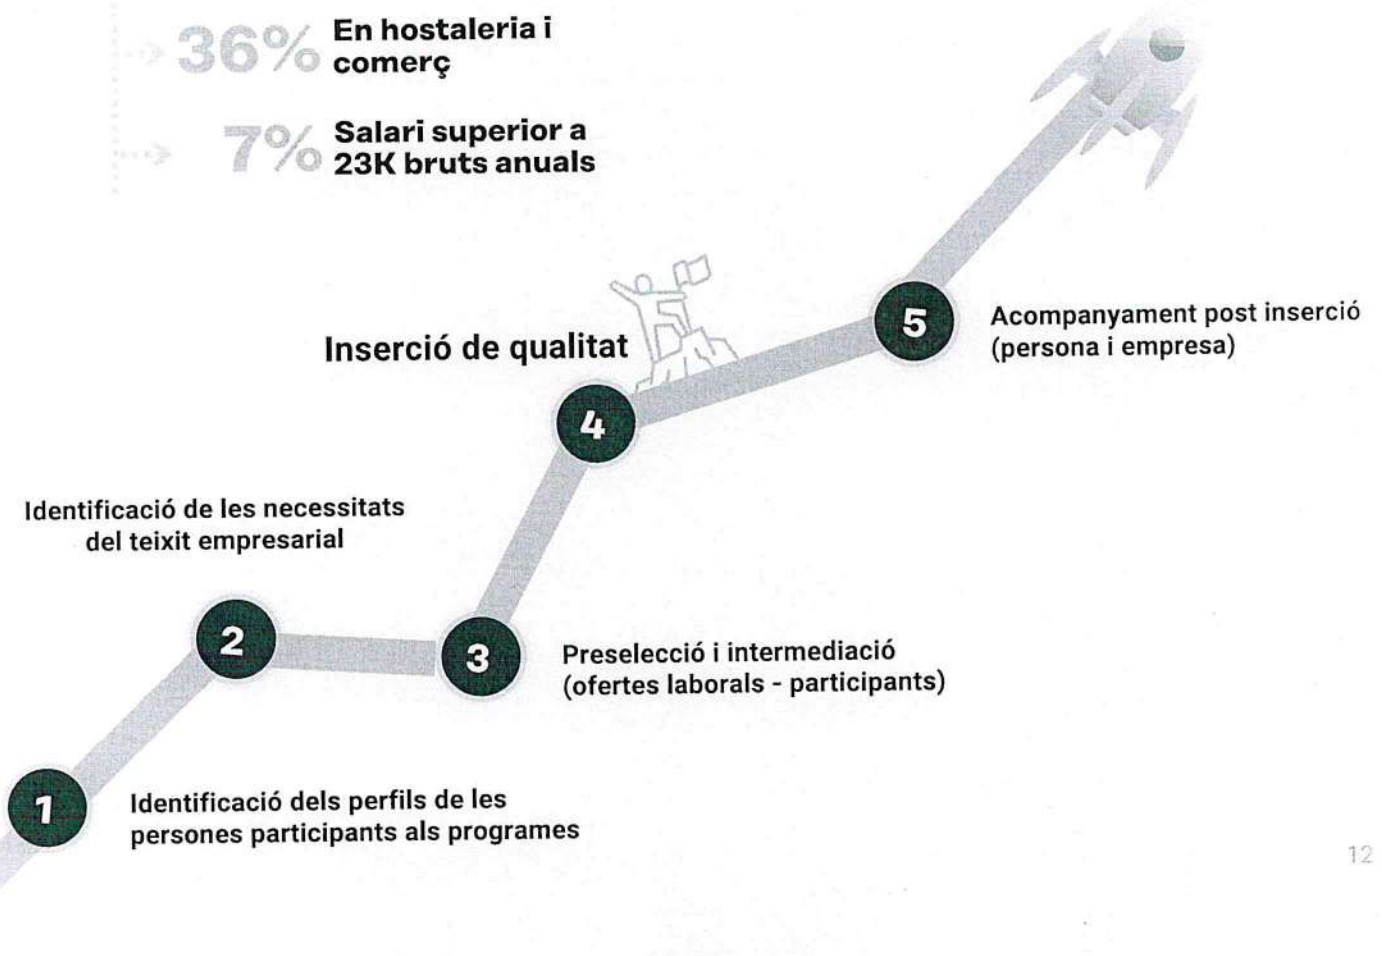 36% En hostaleria i
comerç
7% Salari superior a
23K bruts anuals
Inserció de qualitat
5
Acompanyament post inserció
(persona i empresa)
4
Identificació de les necessitats
del teixit empresarial
2
3
Preselecció i intermediació
(ofertes laborals - participants)
1
Identificació dels perfils de les
persones participants als programes
12